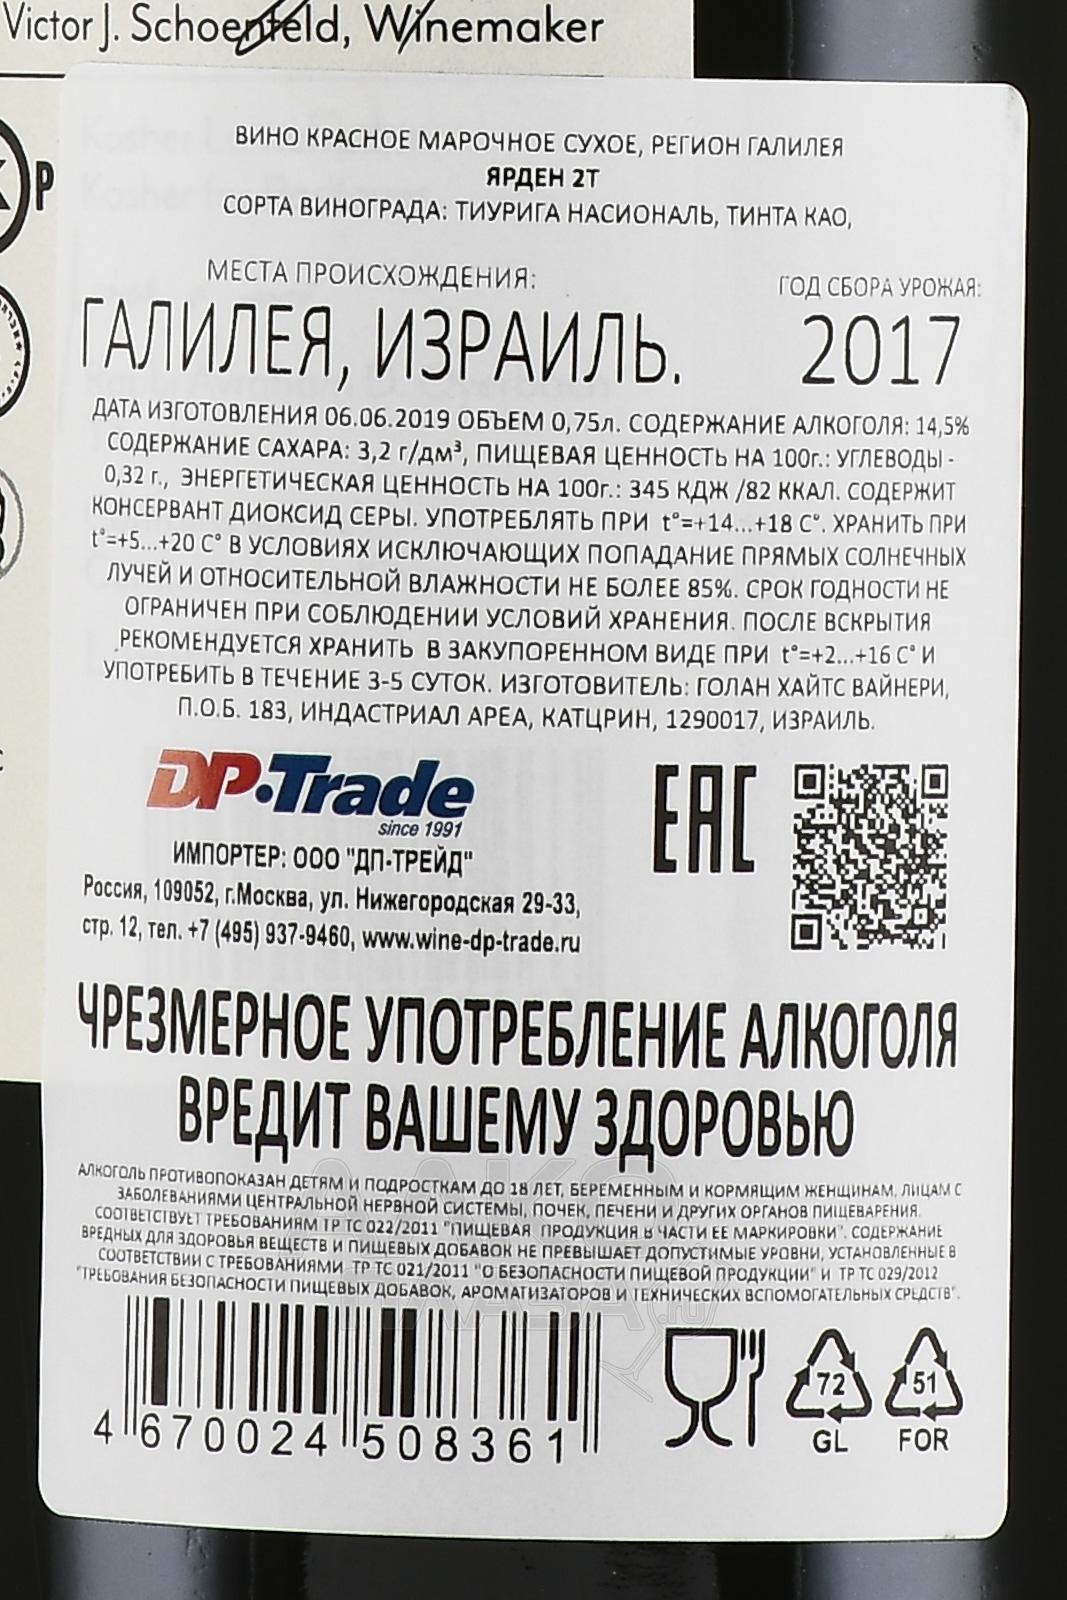 Victor J. Schoenfeld, Winemaker
P
ВИНО КРАСНОЕ МАРОЧНОЕ СУХОЕ, РЕГИОН ГАЛИЛЕЯ
ЯРДЕН 2Т
СОРТА ВИНОГРАДА: ТИУРИГА НАСИОНАЛЬ, ТИНТА КАО,
МЕСТА ПРОИСХОЖДЕНИЯ:
ГАЛИЛЕЯ, ИЗРАИЛЬ.
ГОД СБОРА УРОЖАЯ:
2017
ДАТА ИЗГОТОВЛЕНИЯ 06.06.2019 ОБЪЕМ 0,75л. СОДЕРЖАНИЕ АЛКОГОЛЯ: 14,5%
СОДЕРЖАНИЕ САХАРА: 3,2 г/дм³, ПИЩЕВАЯ ЦЕННОСТЬ НА 100г.: УГЛЕВОДЫ -
0,32 г., ЭНЕРГЕТИЧЕСКАЯ ЦЕННОСТЬ НА 100г.: 345 КДЖ /82 ККАЛ. СОДЕРЖИТ
КОНСЕРВАНТ ДИОКСИД СЕРЫ. УПОТРЕБЛЯТЬ ПРИ t°=+14...+18 С°. ХРАНИТЬ ПРИ
t°=+5...+20 С° В УСЛОВИЯХ ИСКЛЮЧАЮЩИХ ПОПАДАНИЕ ПРЯМЫХ СОЛНЕЧНЫХ
ЛУЧЕЙ И ОТНОСИТЕЛЬНОЙ ВЛАЖНОСТИ НЕ БОЛЕЕ 85%. СРОК ГОДНОСТИ НЕ
ОГРАНИЧЕН ПРИ СОБЛЮДЕНИИ УСЛОВИЙ ХРАНЕНИЯ. ПОСЛЕ ВСКРЫТИЯ
РЕКОМЕНДУЕТСЯ ХРАНИТЬ В ЗАКУПОРЕННОМ ВИДЕ ПРИ t°=+2...+16 С° И
УПОТРЕБИТЬ В ТЕЧЕНИЕ 3-5 СУТОК. ИЗГОТОВИТЕЛЬ: ГОЛАН ХАЙТС ВАЙНЕРИ,
П.О.Б. 183, ИНДАСТРИАЛ АРЕА, КАТЦРИН, 1290017, ИЗРАИЛЬ.
DP·Trade
since 1991
EAC
ИМПОРТЕР: ООО "ДП-ТРЕЙД"
Россия, 109052, г.Москва, ул. Нижегородская 29-33,
стр. 12, тел. +7 (495) 937-9460, www.wine-dp-trade.ru
ЧРЕЗМЕРНОЕ УПОТРЕБЛЕНИЕ АЛКОГОЛЯ
ВРЕДИТ ВАШЕМУ ЗДОРОВЬЮ
АЛКОГОЛЬ ПРОТИВОПОКАЗАН ДЕТЯМ И ПОДРОСТКАМ ДО 18 ЛЕТ, БЕРЕМЕННЫМ И КОРМЯЩИМ ЖЕНЩИНАМ, ЛИЦАМ С
ЗАБОЛЕВАНИЯМИ ЦЕНТРАЛЬНОЙ НЕРВНОЙ СИСТЕМЫ, ПОЧЕК, ПЕЧЕНИ И ДРУГИХ ОРГАНОВ ПИЩЕВАРЕНИЯ.
СООТВЕТСТВУЕТ ТРЕБОВАНИЯМ ТР ТС 022/2011 "ПИЩЕВАЯ ПРОДУКЦИЯ В ЧАСТИ ЕЕ МАРКИРОВКИ". СОДЕРЖАНИЕ
ВРЕДНЫХ ДЛЯ ЗДОРОВЬЯ ВЕЩЕСТВ И ПИЩЕВЫХ ДОБАВОК НЕ ПРЕВЫШАЕТ ДОПУСТИМЫЕ УРОВНИ, УСТАНОВЛЕННЫЕ В
СООТВЕТСТВИИ С ТРЕБОВАНИЯМИ ТР ТС 021/2011 "О БЕЗОПАСНОСТИ ПИЩЕВОЙ ПРОДУКЦИИ" И ТР ТС 029/2012
"ТРЕБОВАНИЯ БЕЗОПАСНОСТИ ПИЩЕВЫХ ДОБАВОК, АРОМАТИЗАТОРОВ И ТЕХНИЧЕСКИХ ВСПОМОГАТЕЛЬНЫХ СРЕДСТВ".
4 670024 508361
72
GL
51
FOR